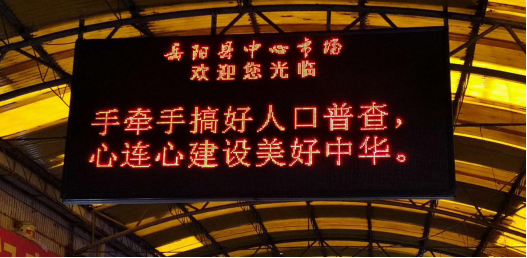 岳阳县中心市场
欢迎您光临
手牵手搞好人口普查，
心连心建设美好中华。